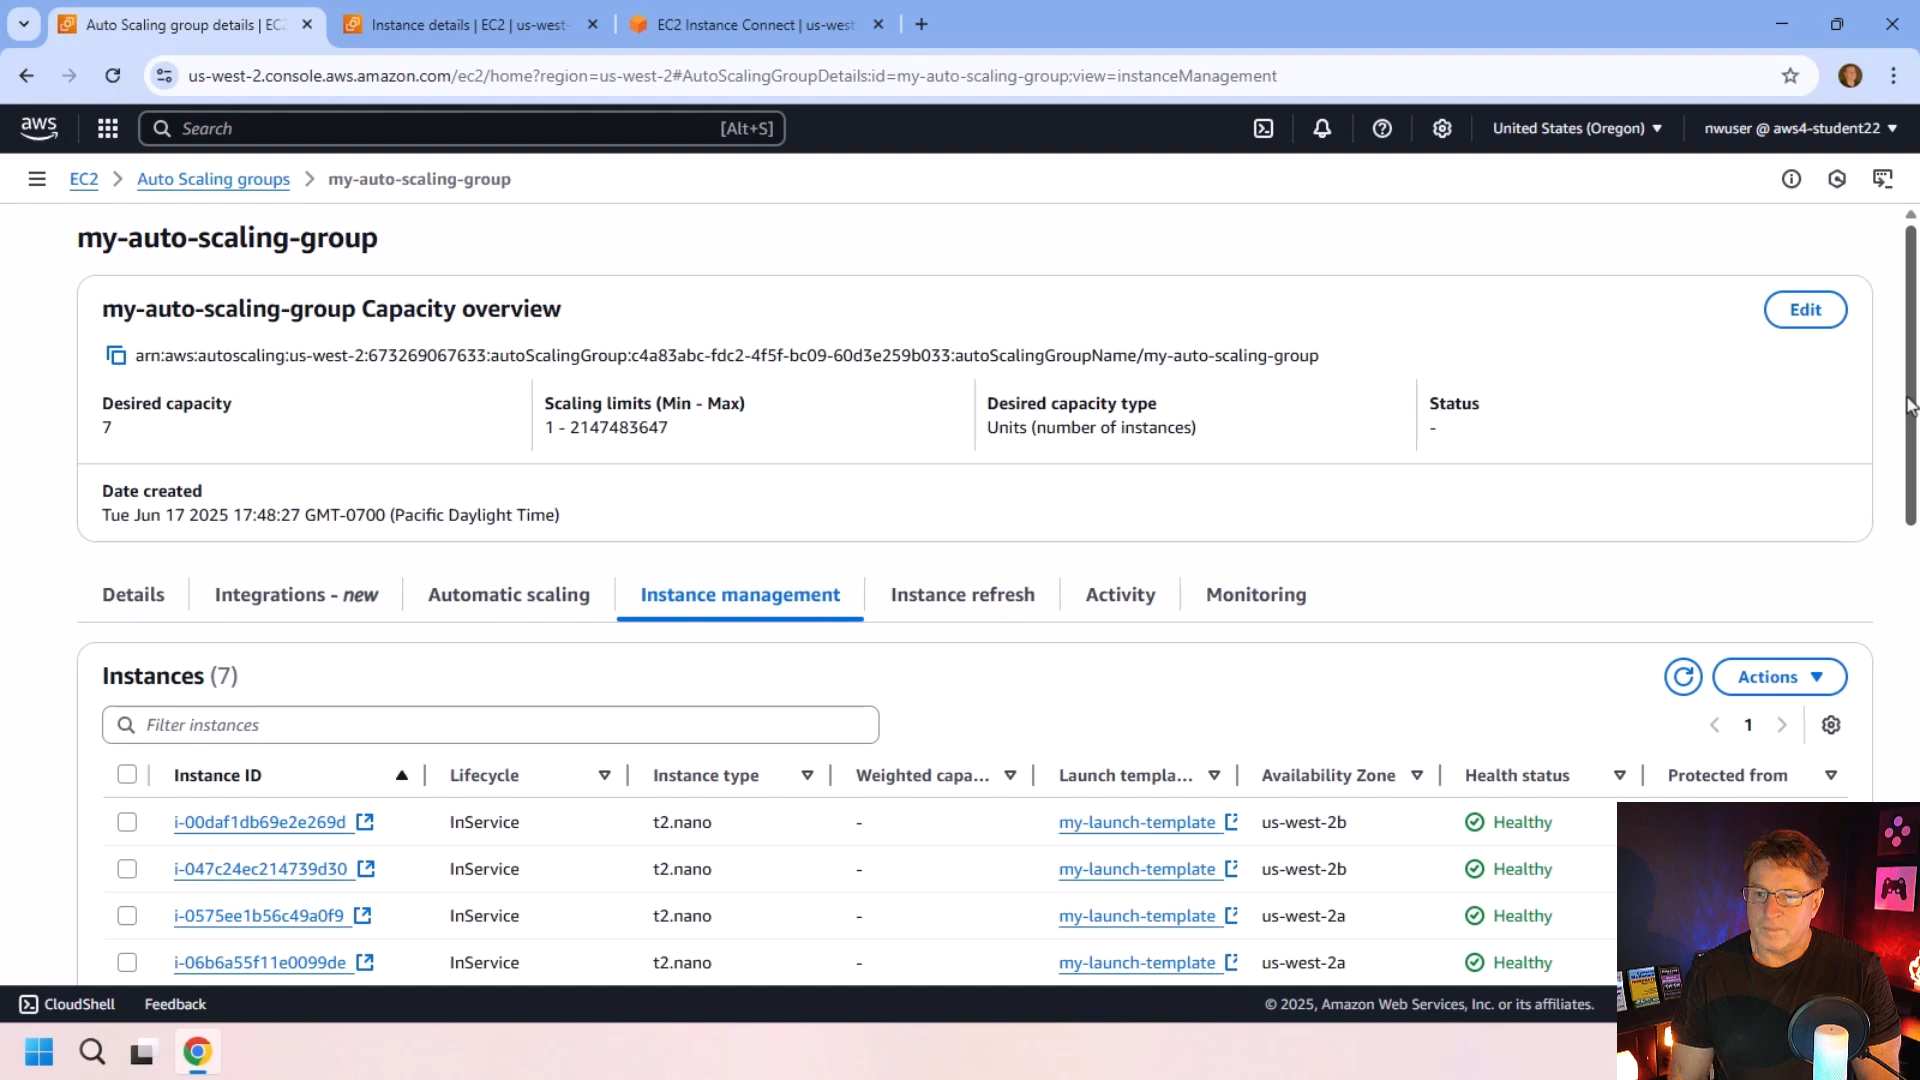 Auto Scaling group details | EC2
Instance details | EC2 | us-west-
EC2 Instance Connect | us-west
us-west-2.console.aws.amazon.com/ec2/home?region=us-west-2#AutoScalingGroupDetails:id=my-auto-scaling-group;view=instanceManagement
aws
Search
[Alt+S]
United States (Oregon)
nwuser @ aws4-student22
EC2
Auto Scaling groups
my-auto-scaling-group
my-auto-scaling-group
my-auto-scaling-group Capacity overview
Edit
arn:aws:autoscaling:us-west-2:673269067633:autoScalingGroup:c4a83abc-fdc2-4f5f-bc09-60d3e259b033:autoScalingGroupName/my-auto-scaling-group
Desired capacity
7
Scaling limits (Min - Max)
1 - 2147483647
Desired capacity type
Units (number of instances)
Status
-
Date created
Tue Jun 17 2025 17:48:27 GMT-0700 (Pacific Daylight Time)
Details
Integrations - new
Automatic scaling
Instance management
Instance refresh
Activity
Monitoring
Instances (7)
Actions
Filter instances
1
Instance ID Lifecycle Instance type Weighted capa... Launch templa... Availability Zone Health status Protected from
i-00daf1db69e2e269d InService t2.nano - my-launch-template us-west-2b Healthy
i-047c24ec214739d30 InService t2.nano - my-launch-template us-west-2b Healthy
i-0575ee1b56c49a0f9 InService t2.nano - my-launch-template us-west-2a Healthy
i-06b6a55f11e0099de InService t2.nano - my-launch-template us-west-2a Healthy
CloudShell
Feedback
© 2025, Amazon Web Services, Inc. or its affiliates.